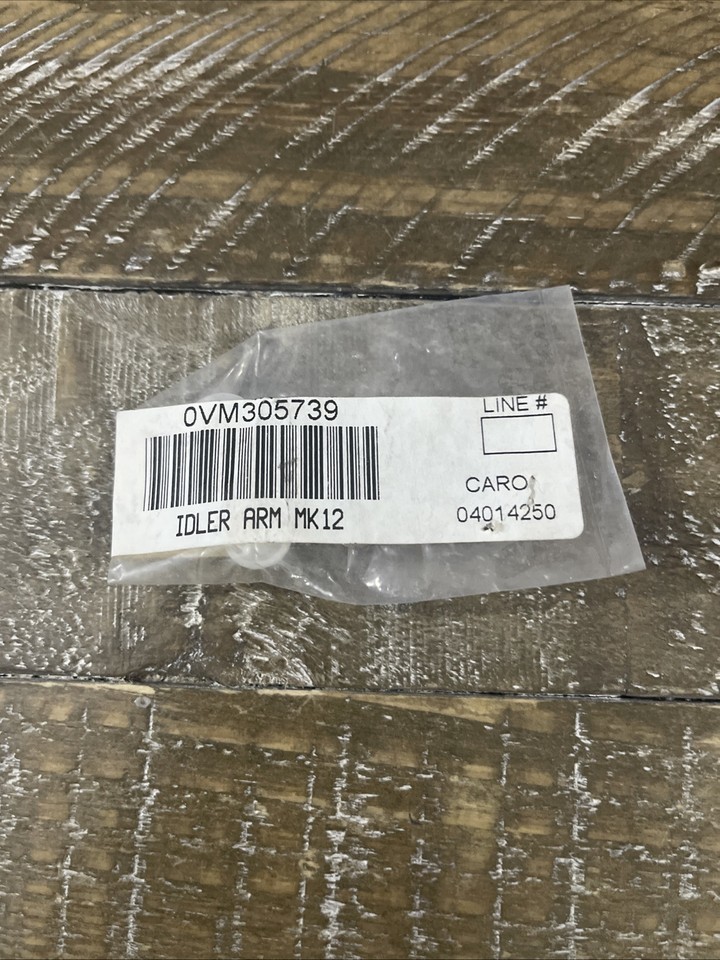 0VM305739
IDLER ARM MK12
LINE #
CARO
04014250